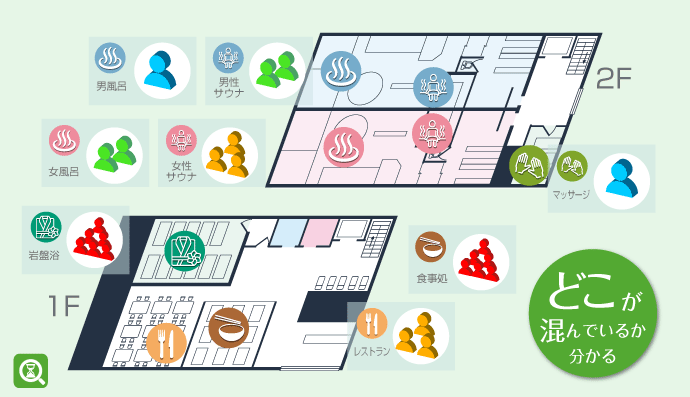 男風呂
男性
サウナ
2F
女風呂
女性
サウナ
マッサージ
岩盤浴
1F
食事処
レストラン
どこが
混んでいるか
分かる